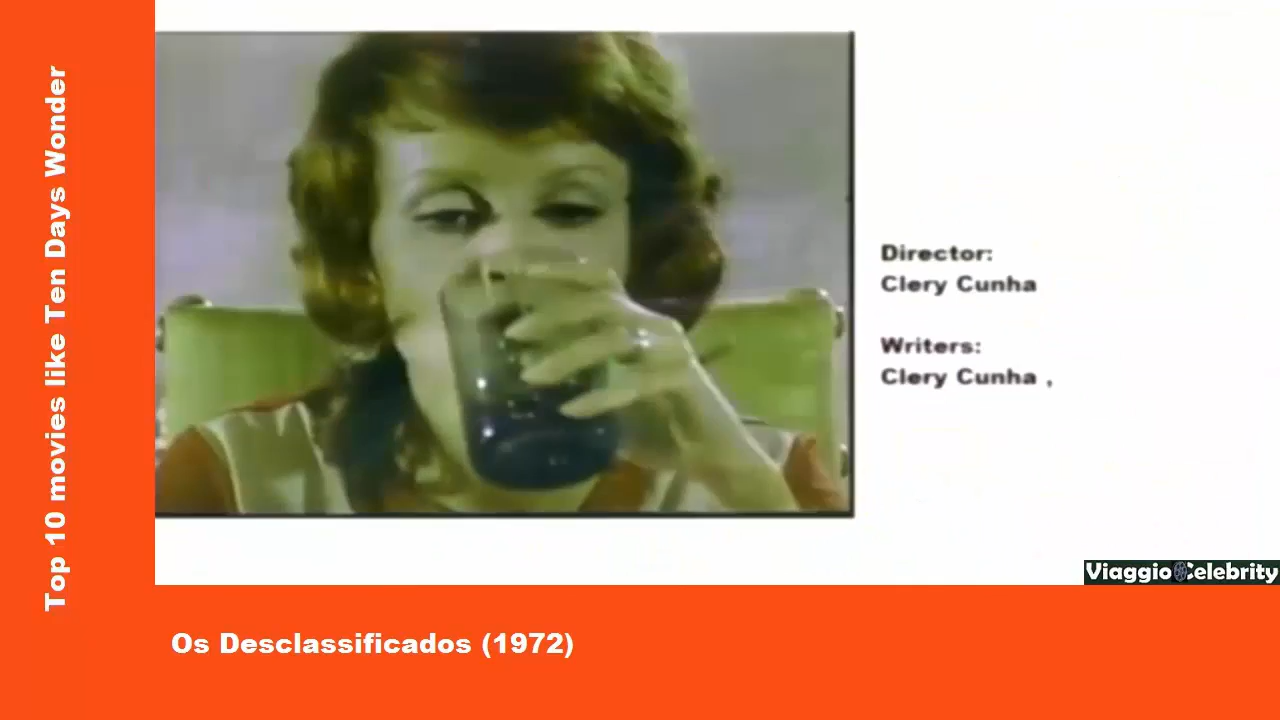 Top 10 movies like Ten Days Wonder
Director:
Clery Cunha
Writers:
Clery Cunha ,
ViaggioCelebrity
Os Desclassificados (1972)